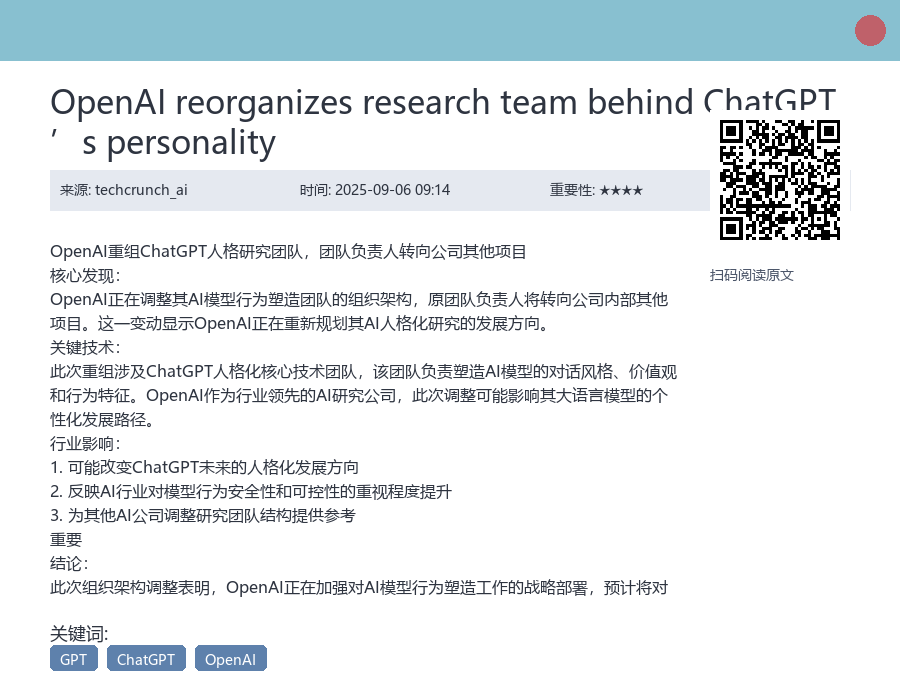 OpenAI reorganizes research team behind ChatGPT
’s personality
来源: techcrunch_ai
时间: 2025-09-06 09:14
重要性: ★★★★
扫码阅读原文
OpenAI重组ChatGPT人格研究团队，团队负责人转向公司其他项目
核心发现：
OpenAI正在调整其AI模型行为塑造团队的组织架构，原团队负责人将转向公司内部其他
项目。这一变动显示OpenAI正在重新规划其AI人格化研究的发展方向。
关键技术：
此次重组涉及ChatGPT人格化核心技术团队，该团队负责塑造AI模型的对话风格、价值观
和行为特征。OpenAI作为行业领先的AI研究公司，此次调整可能影响其大语言模型的个
性化发展路径。
行业影响：
1. 可能改变ChatGPT未来的人格化发展方向
2. 反映AI行业对模型行为安全性和可控性的重视程度提升
3. 为其他AI公司调整研究团队结构提供参考
重要
结论：
此次组织架构调整表明，OpenAI正在加强对AI模型行为塑造工作的战略部署，预计将对
关键词:
GPT
ChatGPT
OpenAI